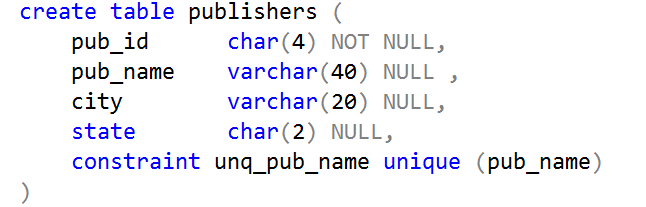 create table publishers (
    pub_id      char(4) NOT NULL,
    pub_name    varchar(40) NULL ,
    city        varchar(20) NULL,
    state       char(2) NULL,
    constraint unq_pub_name unique (pub_name)
)